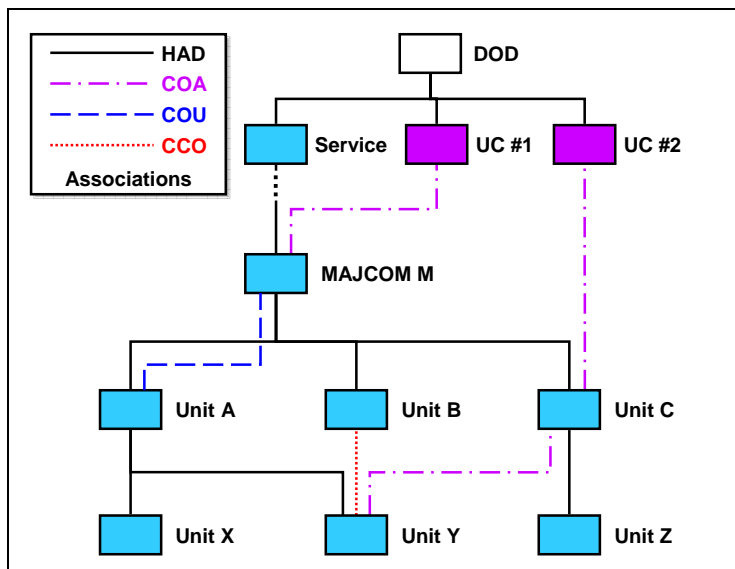 HAD
COA
COU
CCO
Associations
DOD
Service
UC #1
UC #2
MAJCOM M
Unit A
Unit B
Unit C
Unit X
Unit Y
Unit Z